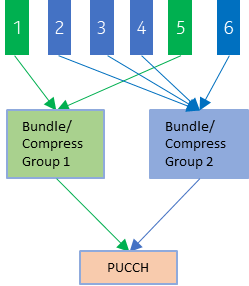 1 2 3 4 5 6
Bundle/
Compress
Group 1
Bundle/
Compress
Group 2
PUCCH